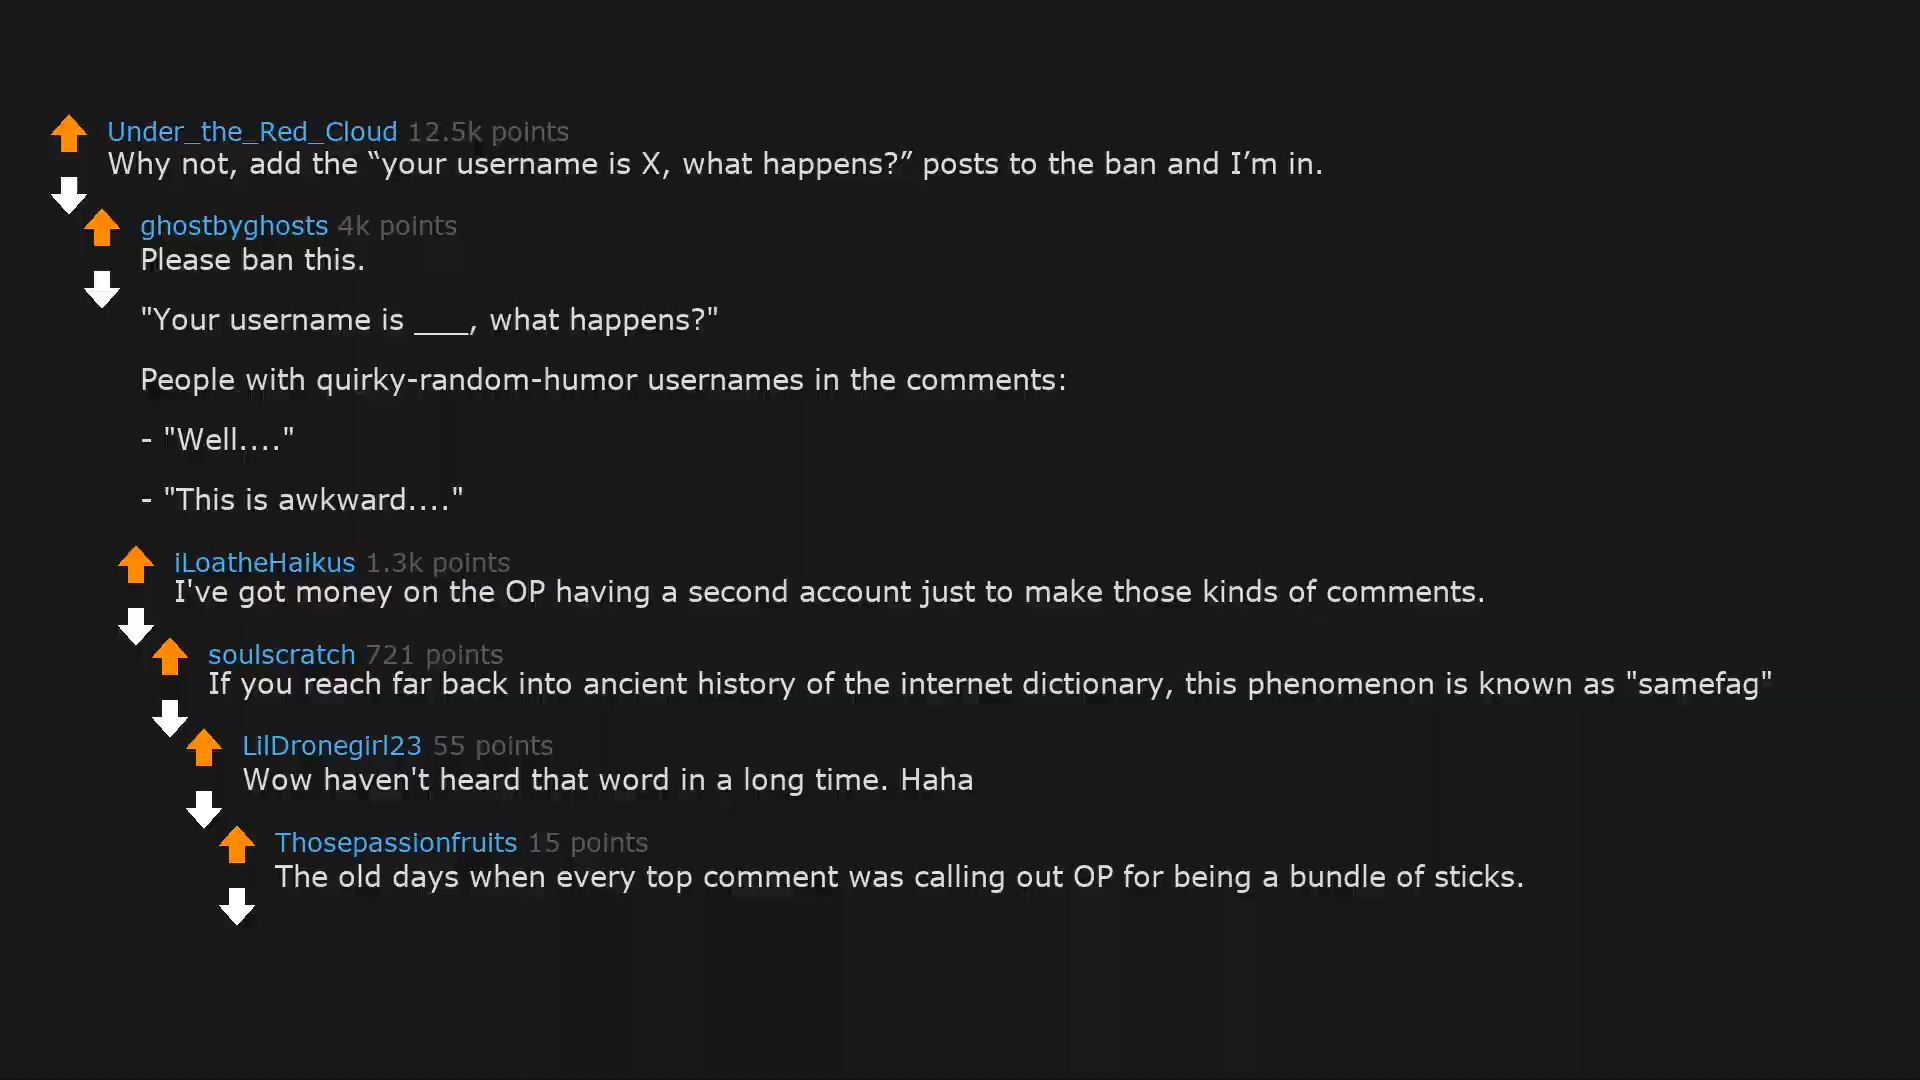 Under_the_Red_Cloud 12.5k points
Why not, add the “your username is X, what happens?” posts to the ban and I’m in.
ghostbyghosts 4k points
Please ban this.
"Your username is ___, what happens?"
People with quirky-random-humor usernames in the comments:
- "Well...."
- "This is awkward...."
iLoatheHaikus 1.3k points
I've got money on the OP having a second account just to make those kinds of comments.
soulscratch 721 points
If you reach far back into ancient history of the internet dictionary, this phenomenon is known as "samefag"
LilDronegirl23 55 points
Wow haven't heard that word in a long time. Haha
Thosepassionfruits 15 points
The old days when every top comment was calling out OP for being a bundle of sticks.